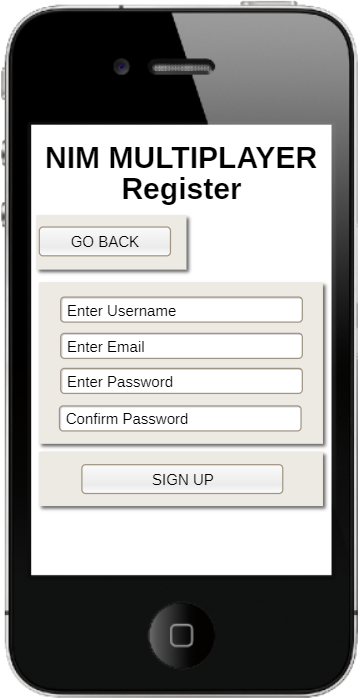 NIM MULTIPLAYER
Register
GO BACK
Enter Username
Enter Email
Enter Password
Confirm Password
SIGN UP